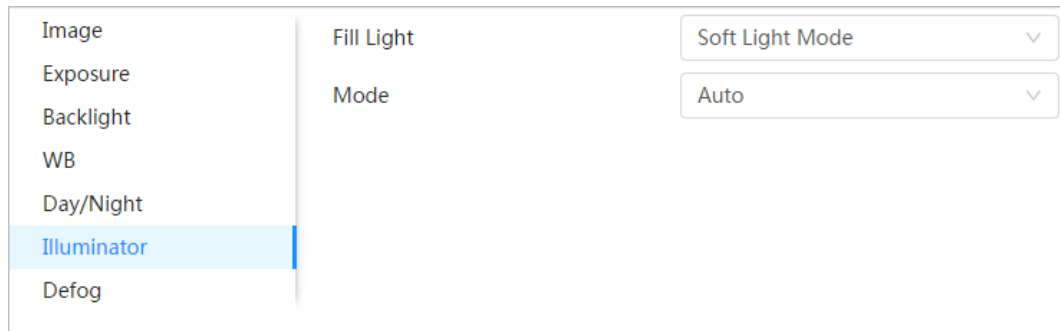 Image
Exposure
Backlight
WB
Day/Night
Illuminator
Defog
Fill Light Soft Light Mode
Mode Auto